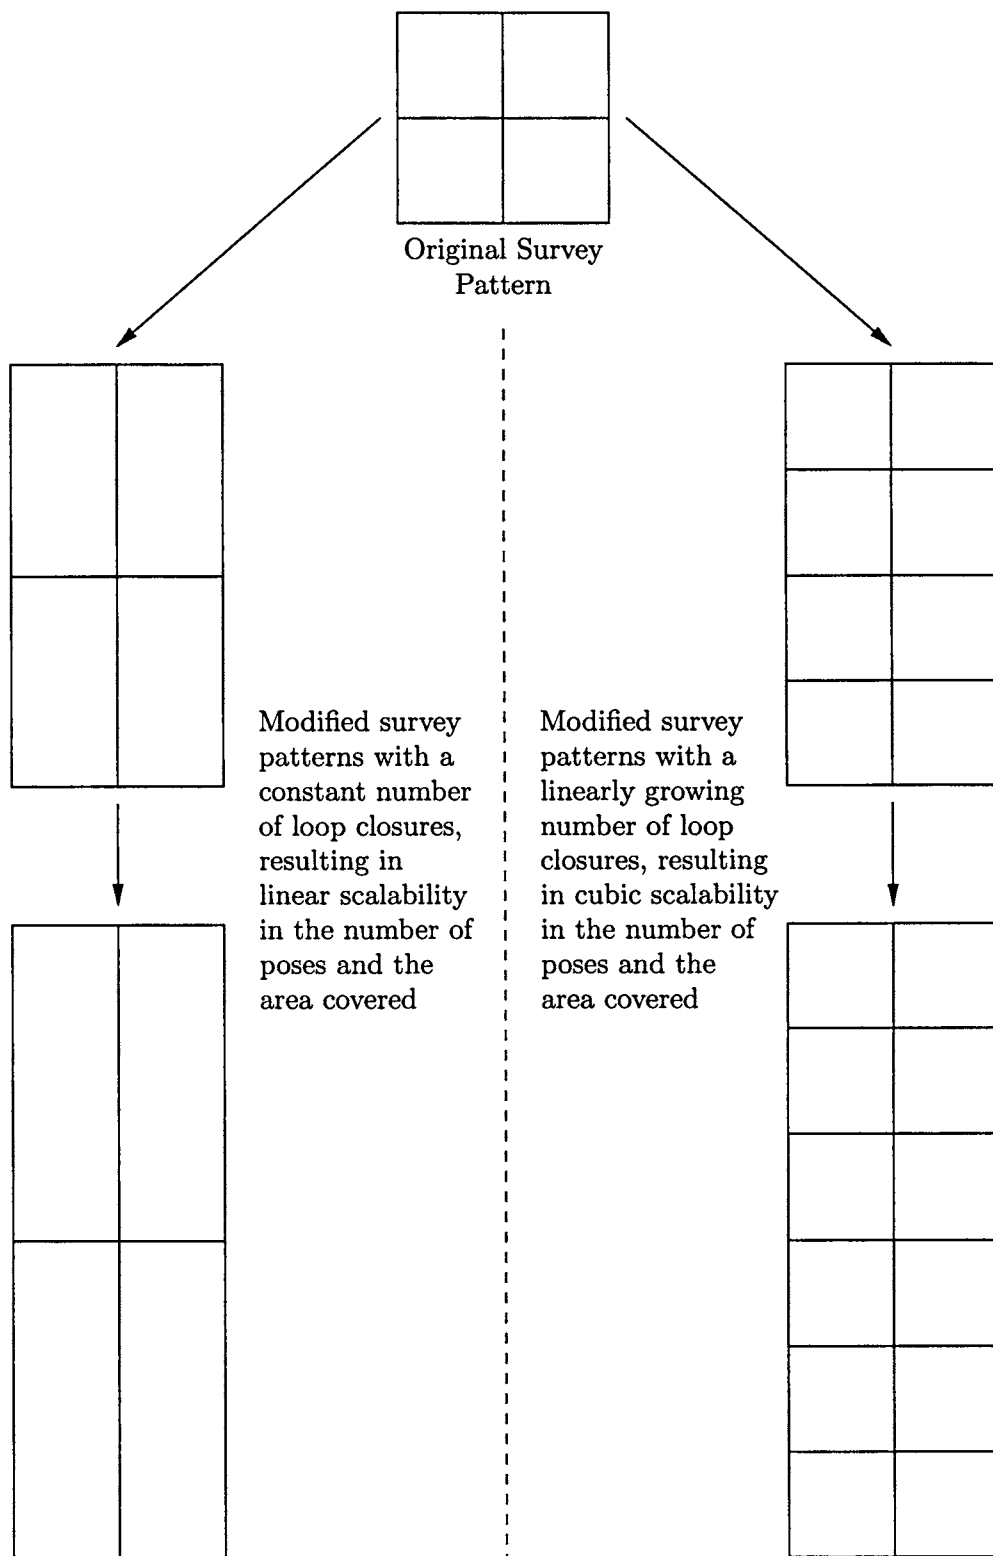 Original Survey
Pattern
Modified survey
patterns with a
constant number
of loop closures,
resulting in
linear scalability
in the number of
poses and the
area covered
Modified survey
patterns with a
linearly growing
number of loop
closures, resulting
in cubic scalability
in the number of
poses and the
area covered